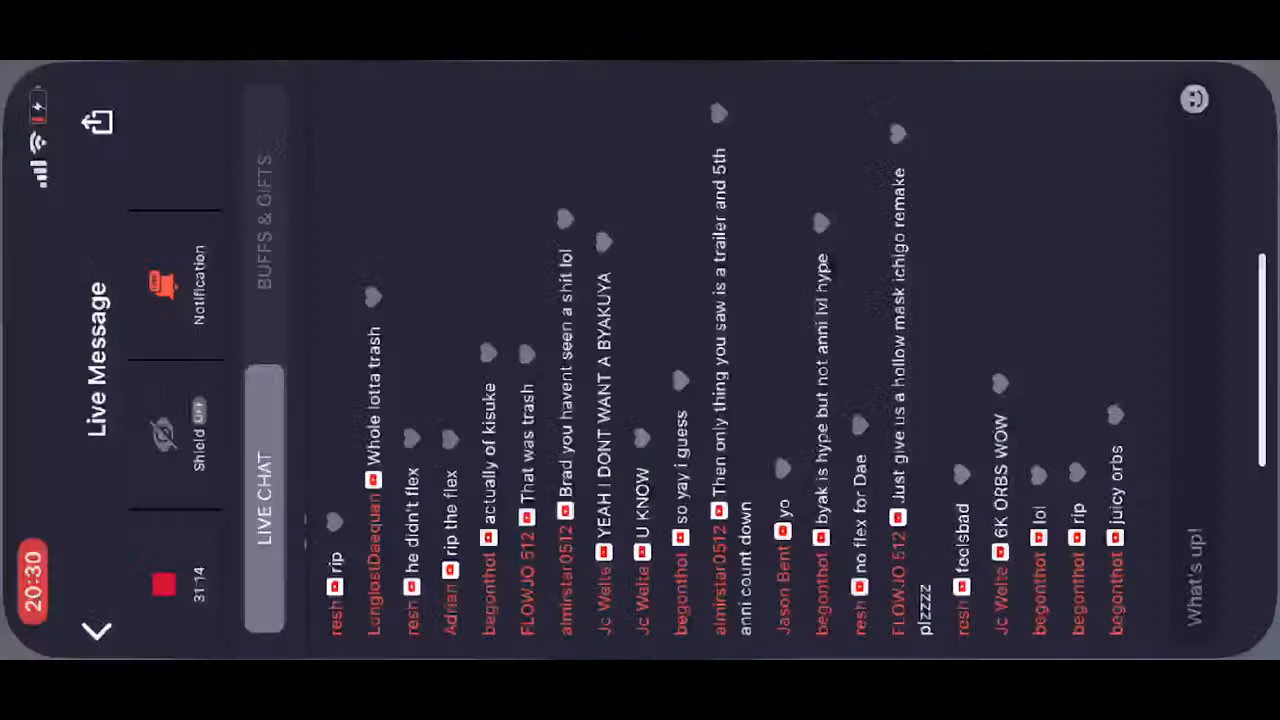 20:30
Live Message
31:14
Shield OFF
Notification
LIVE CHAT
BUFFS & GIFTS
resh rip
LonglostDaequan Whole lotta trash
resh he didn't flex
Adrian rip the flex
begonthot actually of kisuke
FLOWJO 512 That was trash
almirstar0512 Brad you havent seen a shit lol
Jc Welte YEAH I DONT WANT A BYAKUYA
Jc Welte U KNOW
begonthot so yay i guess
almirstar0512 Then only thing you saw is a trailer and 5th
anni count down
Jason Bent yo
begonthot byak is hype but not anni lvl hype
resh no flex for Dae
FLOWJO 512 Just give us a hollow mask ichigo remake
plzzzz
resh feelsbad
Jc Welte 6K ORBS WOW
begonthot lol
begonthot rip
begonthot juicy orbs
What's up!